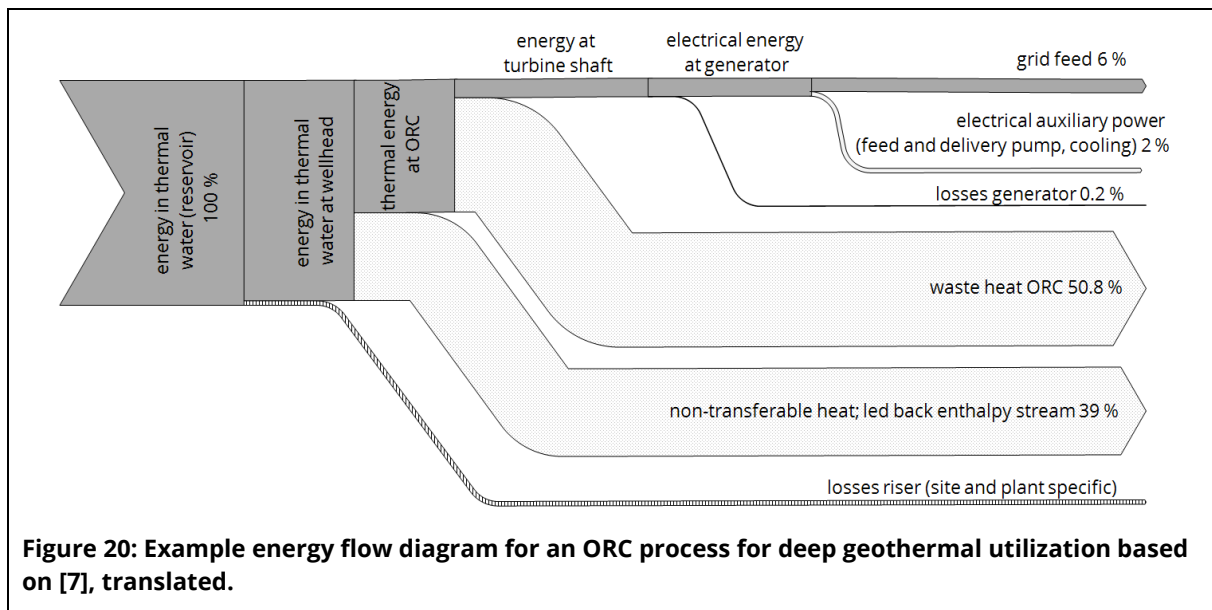 energy in thermal
water (reservoir)
100 %
energy in thermal
water at wellhead
thermal energy
at ORC
energy at
turbine shaft
electrical energy
at generator
grid feed 6 %
electrical auxiliary power
(feed and delivery pump, cooling) 2 %
losses generator 0.2 %
waste heat ORC 50.8 %
non-transferable heat; led back enthalpy stream 39 %
losses riser (site and plant specific)
Figure 20: Example energy flow diagram for an ORC process for deep geothermal utilization based
on [7], translated.